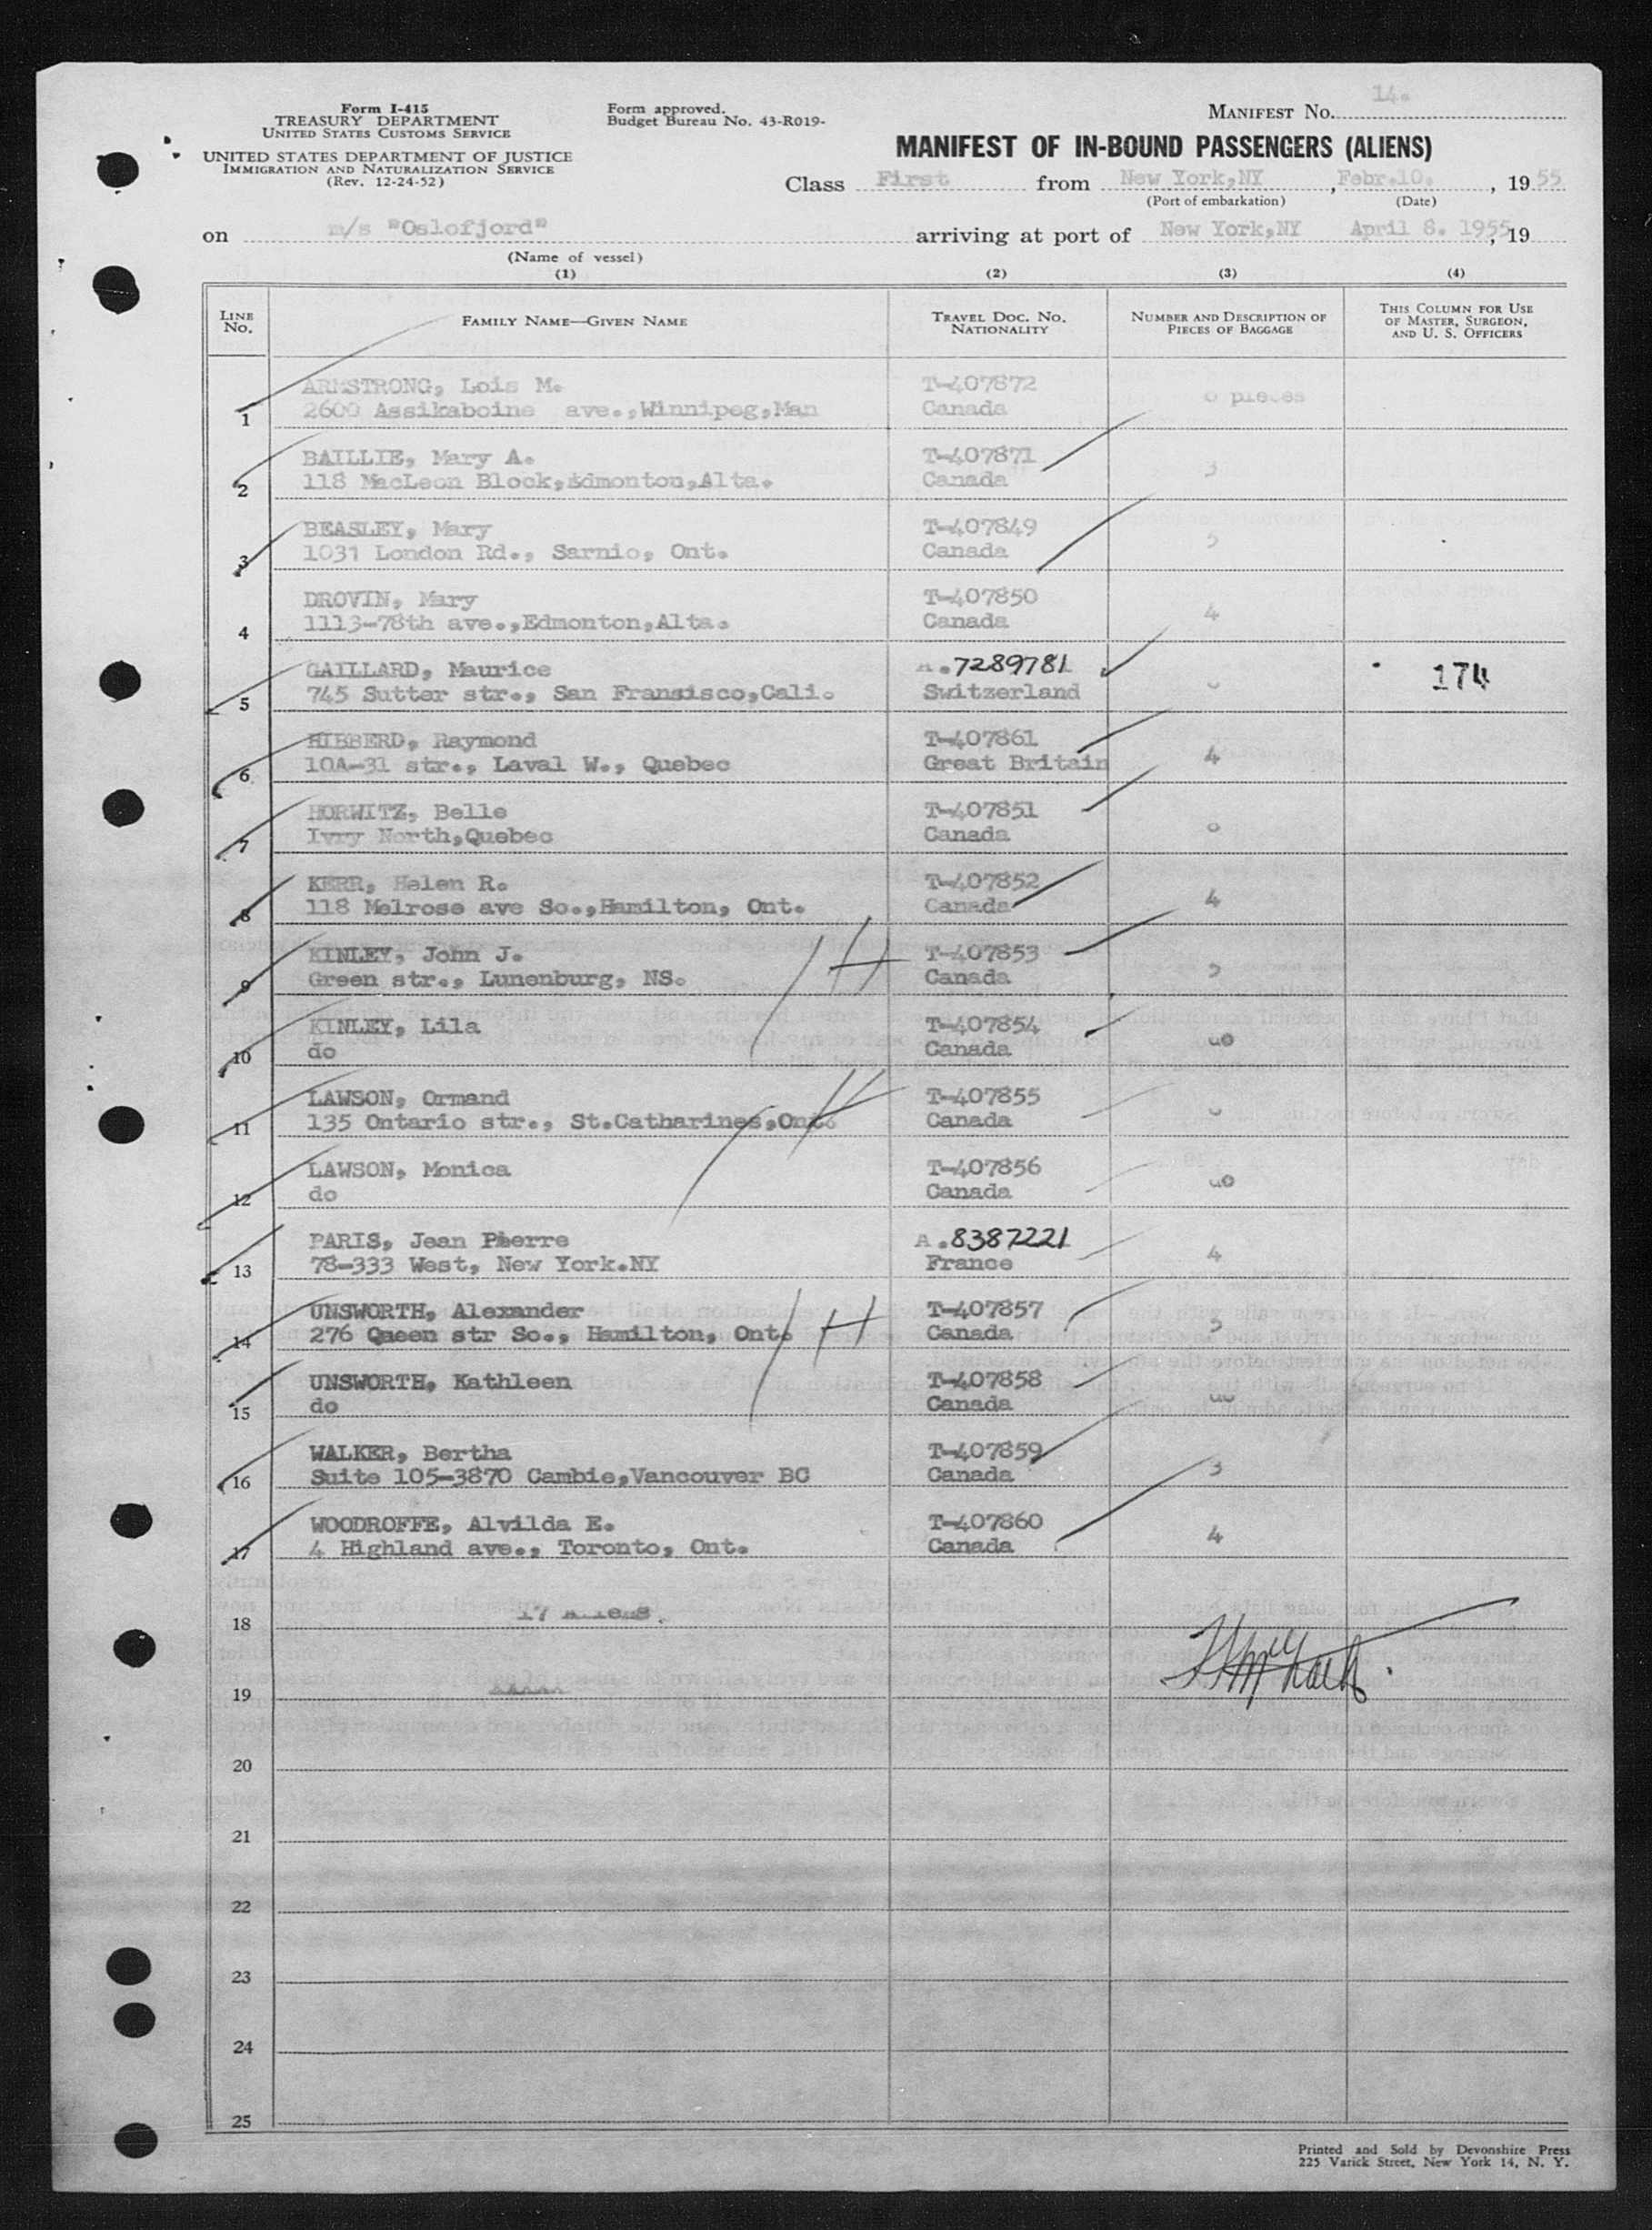 Form I-415
TREASURY DEPARTMENT
UNITED STATES CUSTOMS SERVICE
UNITED STATES DEPARTMENT OF JUSTICE
IMMIGRATION AND NATURALIZATION SERVICE
(Rev. 12-24-52)
Form approved.
Budget Bureau No. 43-R019-
MANIFEST No. 14.
MANIFEST OF IN-BOUND PASSENGERS (ALIENS)
Class First from New York,NY, Febr.10., 1955
(Port of embarkation) (Date)
on m/s "Oslofjord" arriving at port of New York,NY April 8. 1955, 19
(Name of vessel)
(1) (2) (3) (4)
LINE No. FAMILY NAME—GIVEN NAME TRAVEL DOC. No. NATIONALITY NUMBER AND DESCRIPTION OF PIECES OF BAGGAGE THIS COLUMN FOR USE OF MASTER, SURGEON, AND U. S. OFFICERS
ARMSTRONG, Lois M. T-407872 pieces
1 2600 Assikaboine ave.,Winnipeg,Man Canada
BAILLIE, Mary A. T-407871 3
2 118 MacLeon Block,Edmonton,Alta. Canada
BEASLEY, Mary T-407849 5
3 1031 London Rd., Sarnio, Ont. Canada
DROVIN, Mary T-407850 4
4 1113-78th ave.,Edmonton,Alta. Canada
GAILLARD, Maurice A.7289781 174
5 745 Sutter str., San Fransisco,Cali. Switzerland
HIBBERD, Raymond T-407861 4
6 10A-31 str., Laval W., Quebec Great Britain
HORWITZ, Belle T-407851
7 Ivry North,Quebec Canada
KERR, Helen R. T-407852 4
8 118 Melrose ave So.,Hamilton, Ont. Canada
KINLEY, John J. H T-407853 5
9 Green str., Lunenburg, NS. Canada
KINLEY, Lila T-407854 do
10 do Canada
LAWSON, Ormand H T-407855
11 135 Ontario str., St.Catharines,Ont. Canada
LAWSON, Monica T-407856 do
12 do Canada
PARIS, Jean Pierre A.8387221 4
13 78-333 West, New York.NY France
UNSWORTH, Alexander H T-407857 5
14 276 Queen str So., Hamilton, Ont. Canada
UNSWORTH, Kathleen T-407858 do
15 do Canada
WALKER, Bertha T-407859 3
16 Suite 105-3870 Cambie,Vancouver BC Canada
WOODROFFE, Alvilda E. T-407860 4
17 4 Highland ave., Toronto, Ont. Canada
18 17 Aliens.
19
20
21
22
23
24
25
Printed and Sold by Devonshire Press
225 Varick Street, New York 14, N. Y.